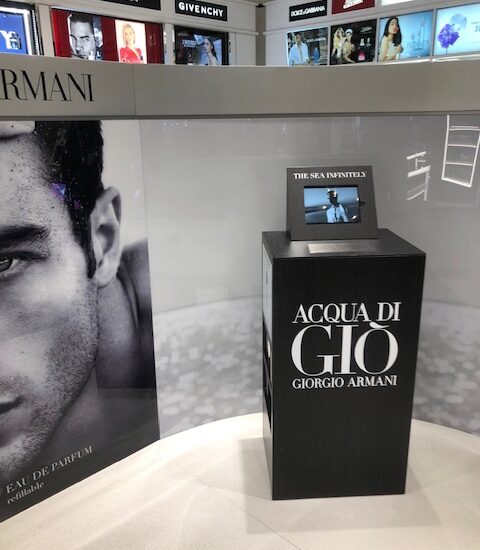 GIVENCHY
DOLCE&GABBANA
ARMANI
THE SEA INFINITELY
ACQUA DI
GIÒ
GIORGIO ARMANI
EAU DE PARFUM
refillable